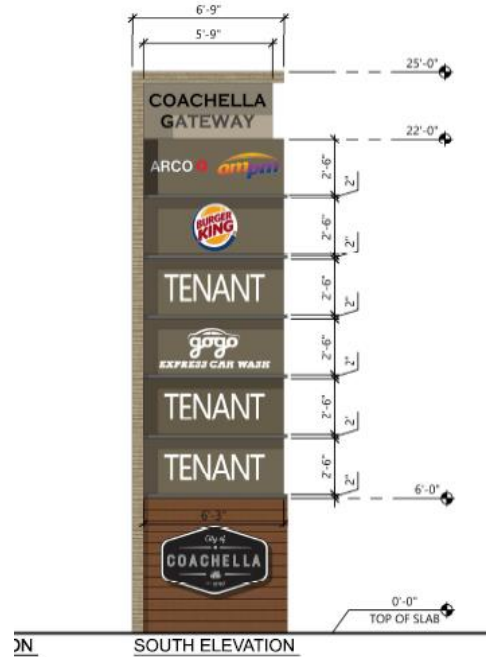 6'-9"
5'-9"
25'-0"
COACHELLA
GATEWAY
22'-0"
ARCO ampm
2'-6"
2"
BURGER
KING
2'-6"
2"
TENANT
2'-6"
2"
gogo
EXPRESS CAR WASH
2'-6"
2"
TENANT
2'-6"
2'
TENANT
2'-6"
2"
6'-0"
6'-3"
City of
COACHELLA
0'-0"
TOP OF SLAB
ON
SOUTH ELEVATION